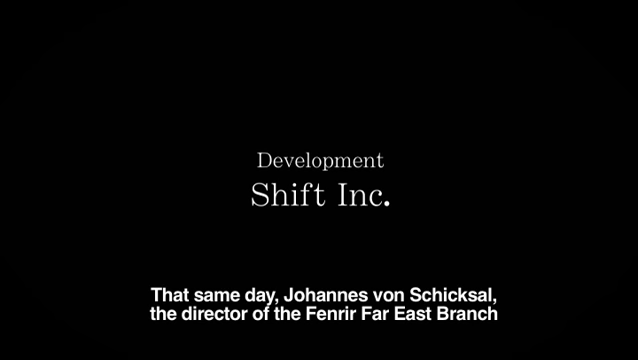 Development
Shift Inc.
That same day, Johannes von Schicksal,
the director of the Fenrir Far East Branch